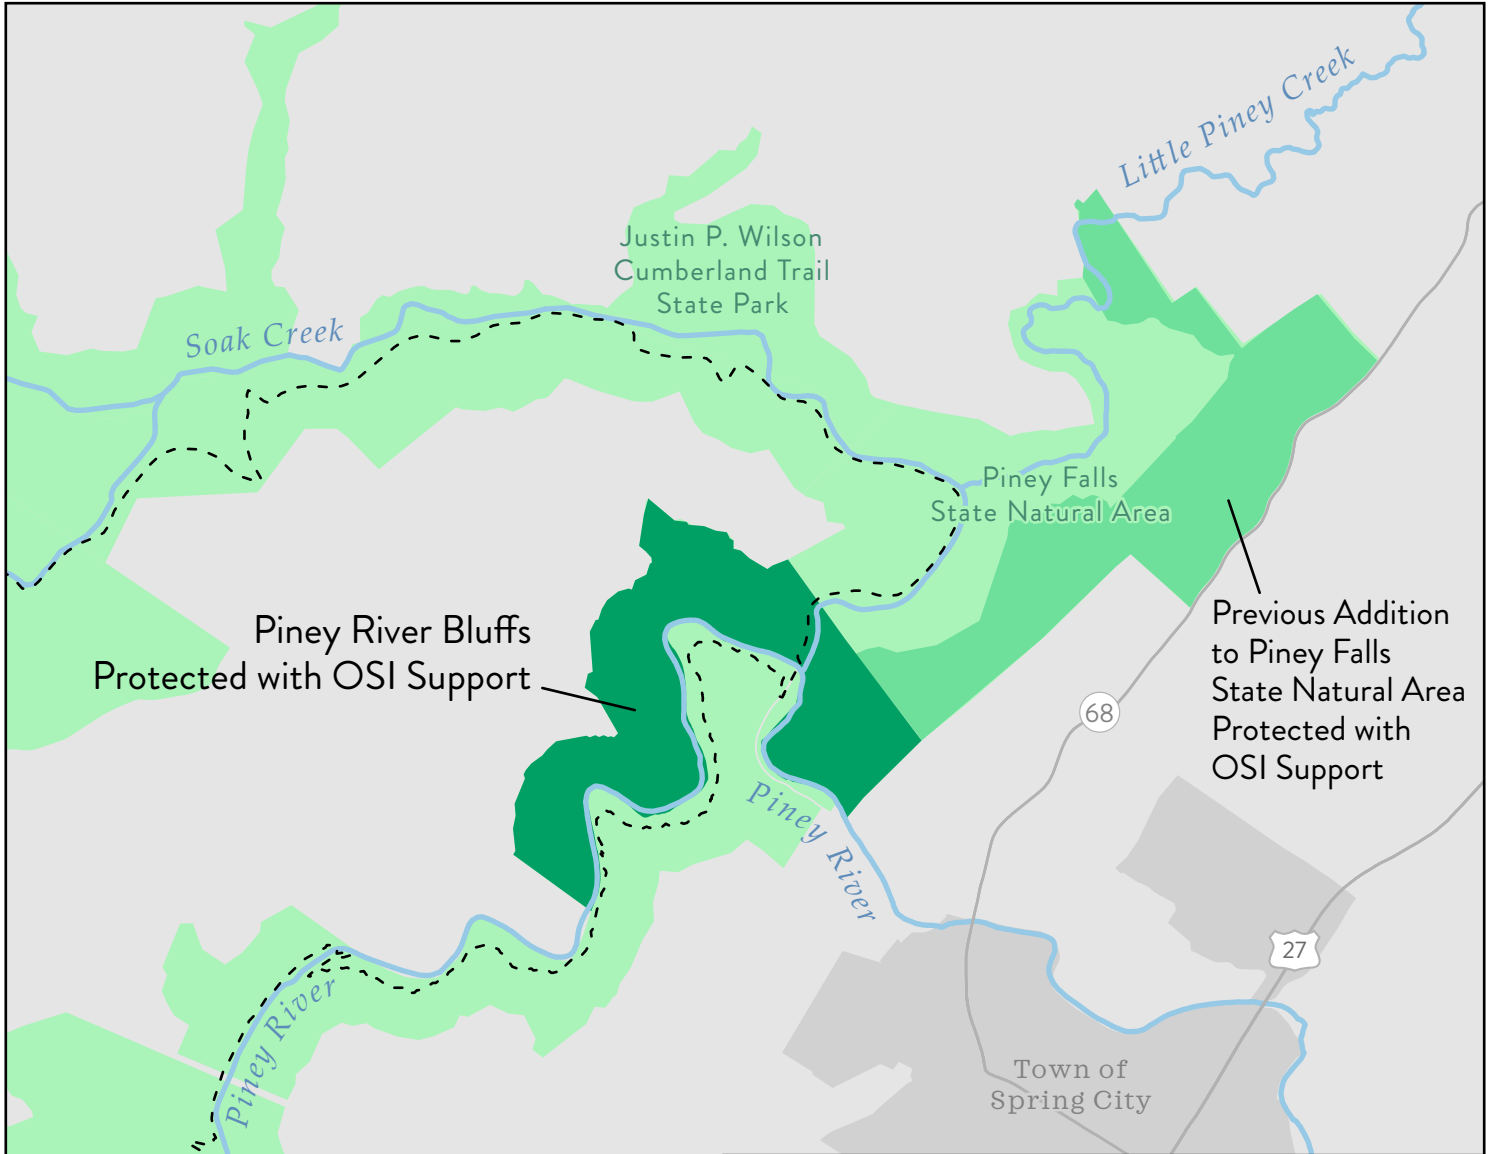 Little Piney Creek
Justin P. Wilson
Cumberland Trail
State Park
Soak Creek
Piney Falls
State Natural Area
Piney River Bluffs
Protected with OSI Support
Previous Addition
to Piney Falls
State Natural Area
Protected with
OSI Support
68
Piney River
27
Piney River
Town of
Spring City